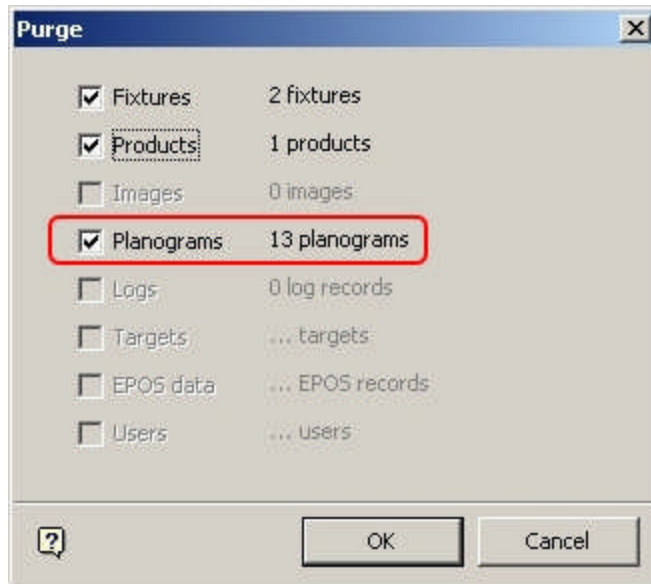 Purge
Fixtures 2 fixtures
Products 1 products
Images 0 images
Planograms 13 planograms
Logs 0 log records
Targets ... targets
EPOS data ... EPOS records
Users ... users
? OK Cancel